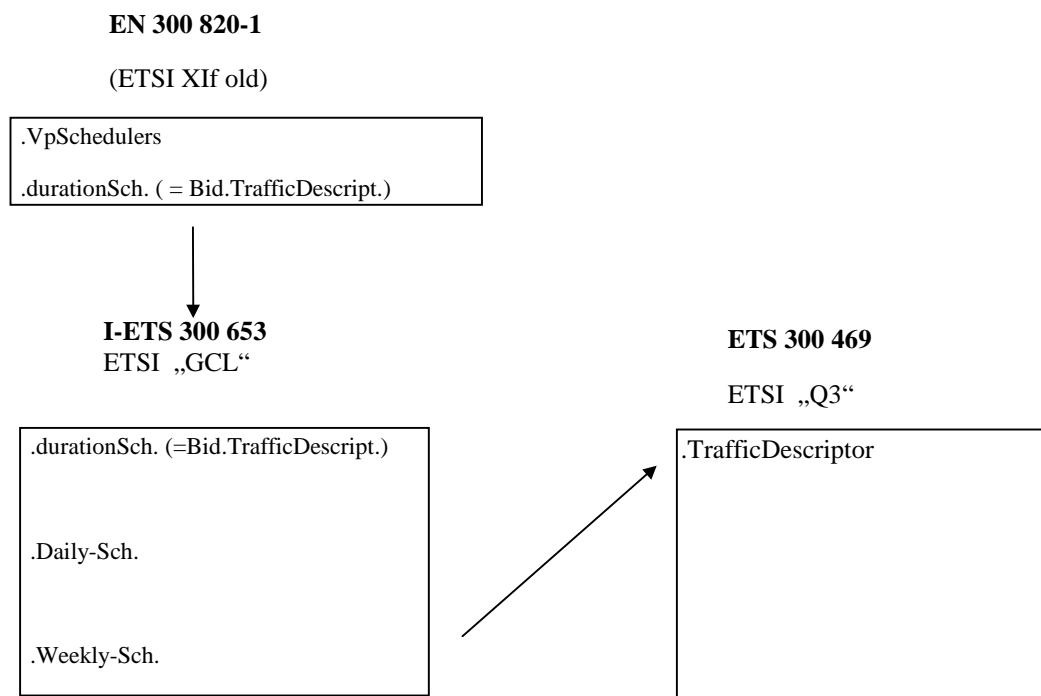 EN 300 820-1
(ETSI XIf old)
.VpSchedulers
.durationSch. ( = Bid.TrafficDescript.)
I-ETS 300 653
ETSI „GCL“
.durationSch. (=Bid.TrafficDescript.)
.Daily-Sch.
.Weekly-Sch.
ETS 300 469
ETSI „Q3“
.TrafficDescriptor